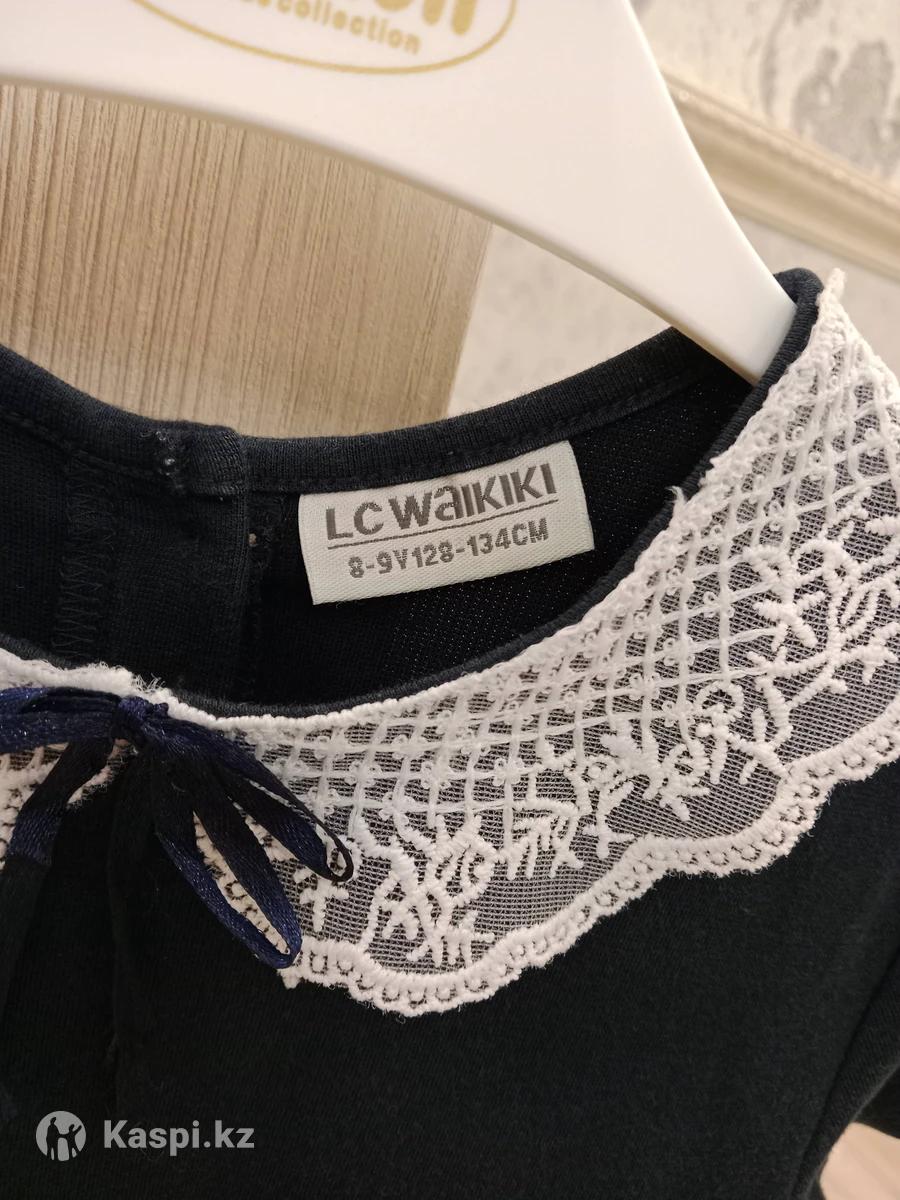 collection
LC WAIKIKI
8-9Y128-134CM
Kaspi.kz